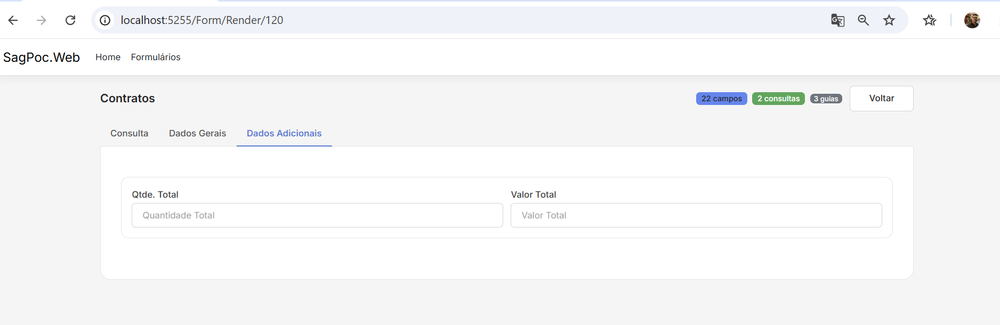 localhost:5255/Form/Render/120
SagPoc.Web Home Formulários
Contratos 22 campos 2 consultas 3 guias Voltar
Consulta Dados Gerais Dados Adicionais
Qtde. Total Valor Total
Quantidade Total Valor Total